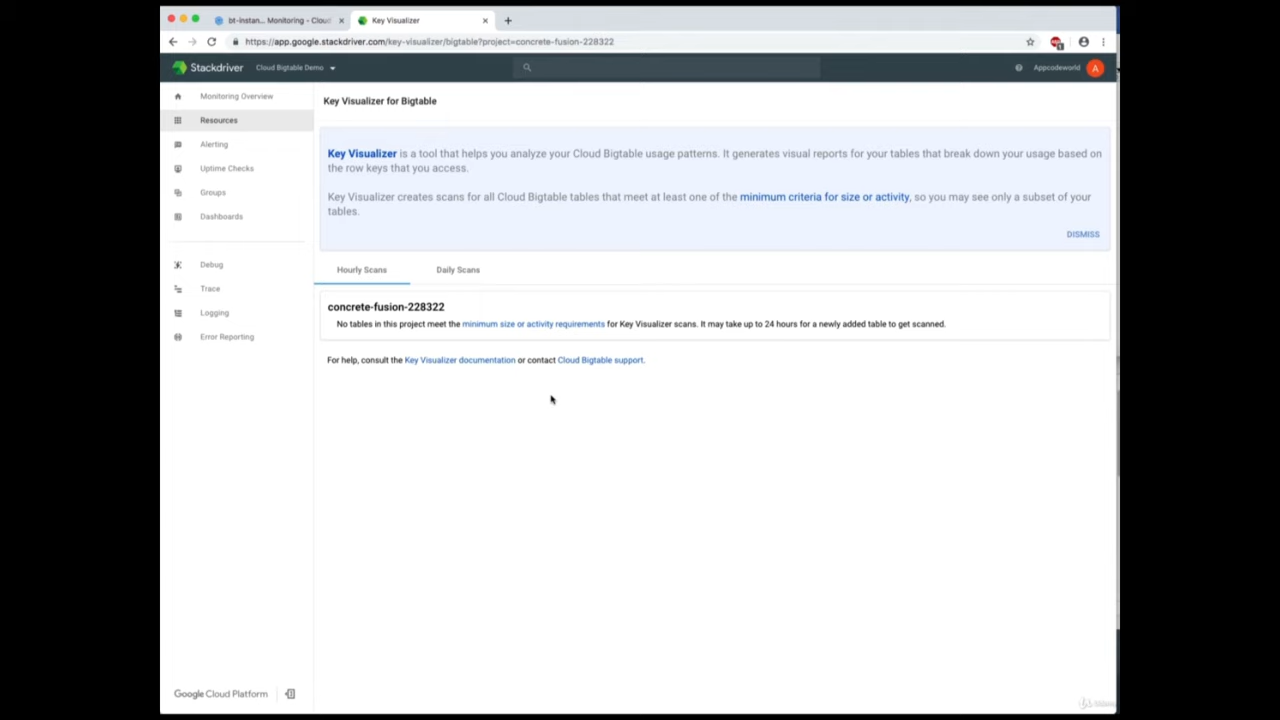 bt-instan... Monitoring - Cloud
Key Visualizer
https://app.google.stackdriver.com/key-visualizer/bigtable?project=concrete-fusion-228322
Stackdriver
Cloud Bigtable Demo
Appcodeworld
A
Monitoring Overview
Resources
Alerting
Uptime Checks
Groups
Dashboards
Debug
Trace
Logging
Error Reporting
Google Cloud Platform
Key Visualizer for Bigtable
Key Visualizer is a tool that helps you analyze your Cloud Bigtable usage patterns. It generates visual reports for your tables that break down your usage based on
the row keys that you access.
Key Visualizer creates scans for all Cloud Bigtable tables that meet at least one of the minimum criteria for size or activity, so you may see only a subset of your
tables.
DISMISS
Hourly Scans
Daily Scans
concrete-fusion-228322
No tables in this project meet the minimum size or activity requirements for Key Visualizer scans. It may take up to 24 hours for a newly added table to get scanned.
For help, consult the Key Visualizer documentation or contact Cloud Bigtable support.